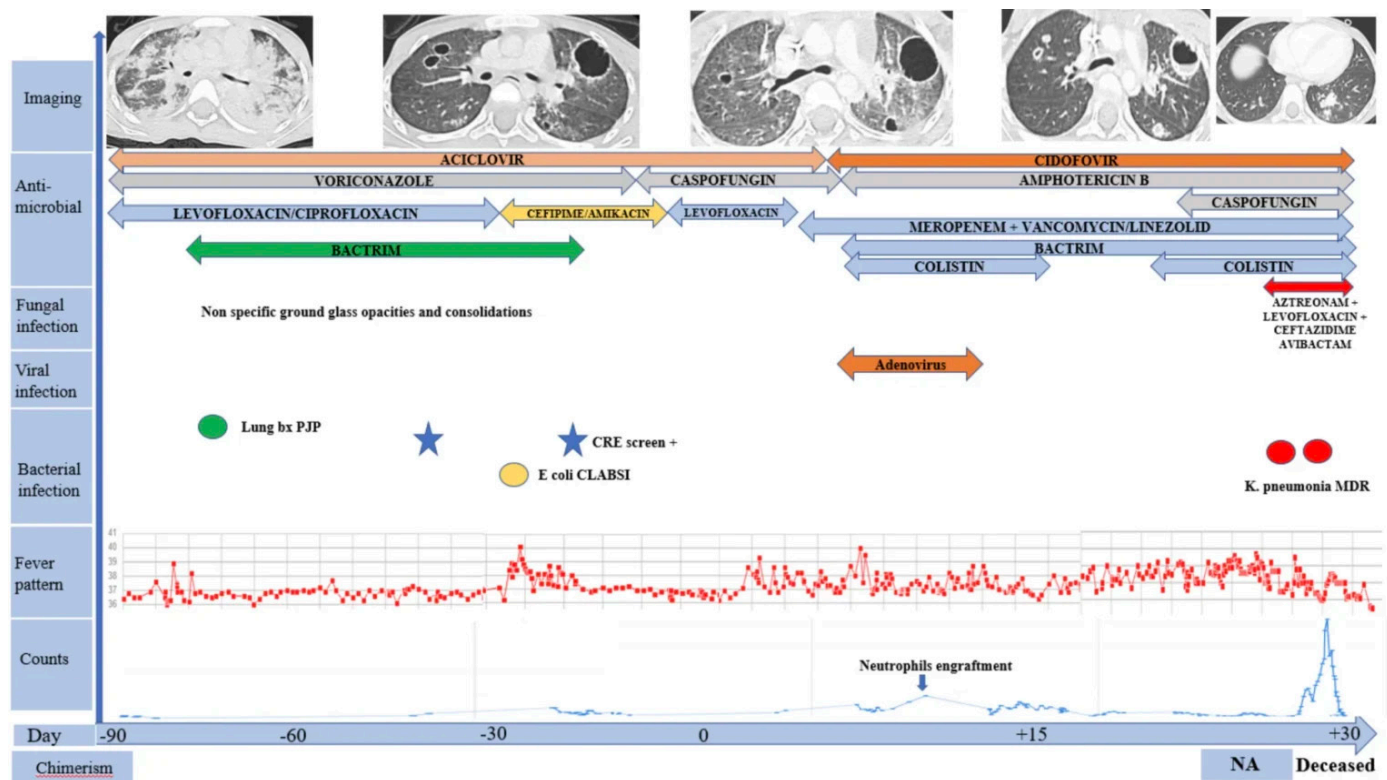 Imaging
Anti-
microbial
ACICLOVIR
CIDOFOVIR
VORICONAZOLE
CASPOFUNGIN
AMPHOTERICIN B
CASPOFUNGIN
LEVOFLOXACIN/CIPROFLOXACIN
CEFIPIME/AMIKACIN
LEVOFLOXACIN
MEROPENEM + VANCOMYCIN/LINEZOLID
BACTRIM
BACTRIM
COLISTIN
COLISTIN
AZTREONAM +
LEVOFLOXACIN +
CEFTAZIDIME
AVIBACTAM
Fungal
infection
Non specific ground glass opacities and consolidations
Viral
infection
Adenovirus
Bacterial
infection
Lung bx PJP
CRE screen +
E coli CLABSI
K. pneumonia MDR
Fever
pattern
41
40
39
38
37
36
Counts
Neutrophils engraftment
Day
-90
-60
-30
0
+15
+30
Chimerism
NA
Deceased